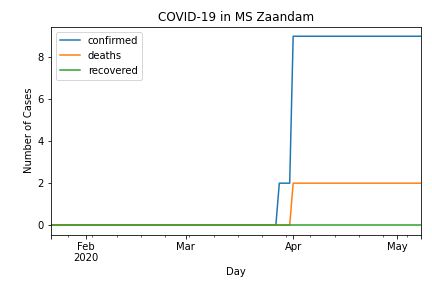 COVID-19 in MS Zaandam
confirmed
deaths
recovered
Number of Cases
8
6
4
2
0
Feb
2020
Mar
Apr
May
Day